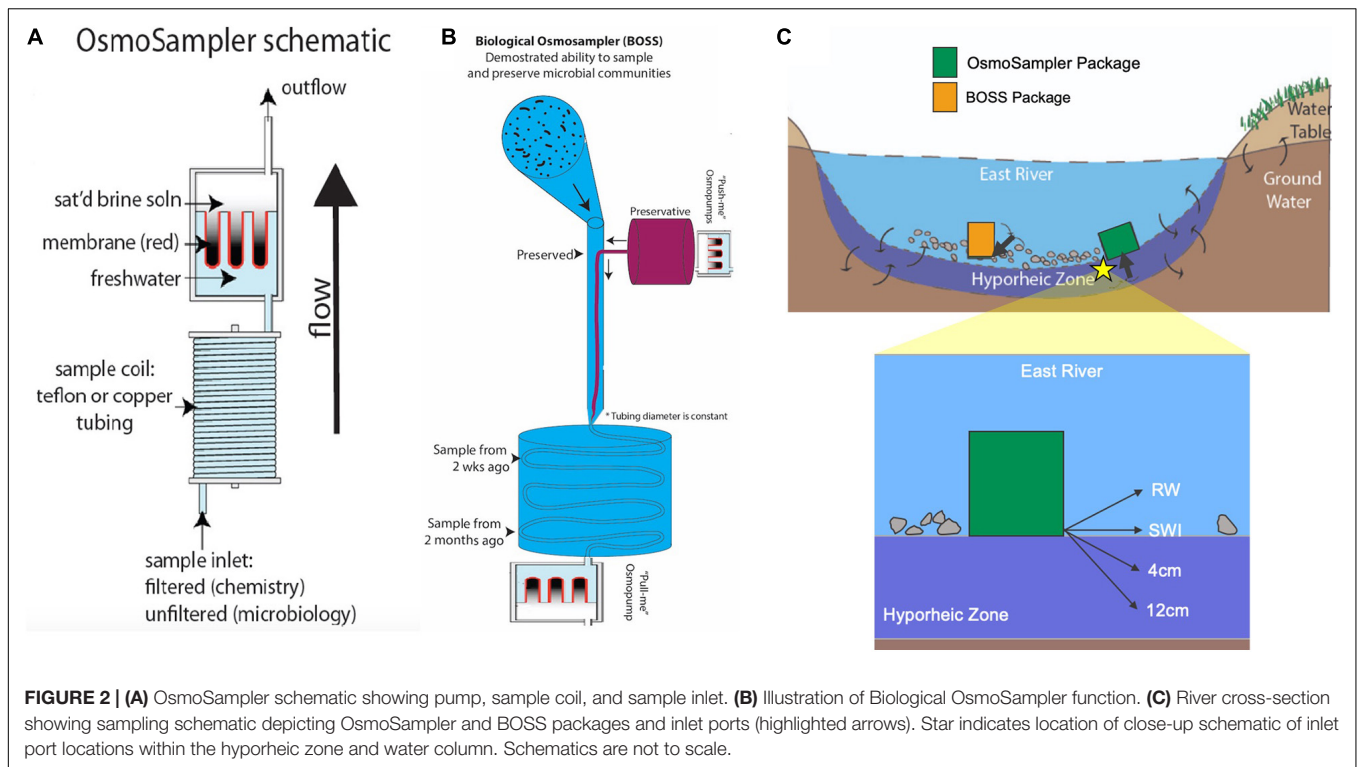 A
OsmoSampler schematic
outflow
sat'd brine soln
membrane (red)
freshwater
flow
sample coil:
teflon or copper
tubing
sample inlet:
filtered (chemistry)
unfiltered (microbiology)
B
Biological Osmosampler (BOSS)
Demostrated ability to sample
and preserve microbial communities
Preservative
"Push-me"
Osmopumps
Preserved
* Tubing diameter is constant
Sample from
2 wks ago
Sample from
2 months ago
"Pull-me"
Osmopump
C
OsmoSampler Package
BOSS Package
Water
Table
East River
Ground
Water
Hyporheic Zone
East River
RW
SWI
4cm
12cm
Hyporheic Zone
FIGURE 2 | (A) OsmoSampler schematic showing pump, sample coil, and sample inlet. (B) Illustration of Biological OsmoSampler function. (C) River cross-section
showing sampling schematic depicting OsmoSampler and BOSS packages and inlet ports (highlighted arrows). Star indicates location of close-up schematic of inlet
port locations within the hyporheic zone and water column. Schematics are not to scale.